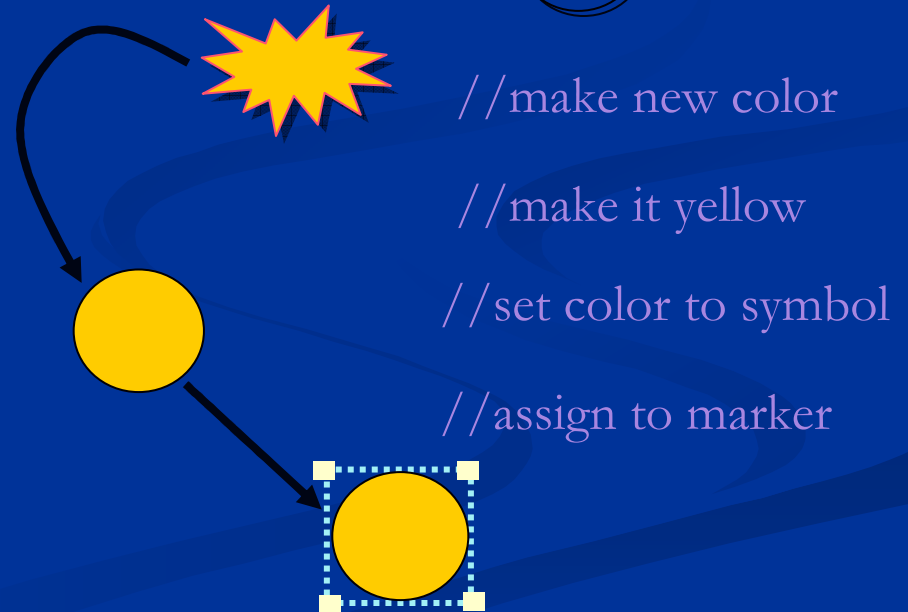 //make new color
//make it yellow
//set color to symbol
//assign to marker